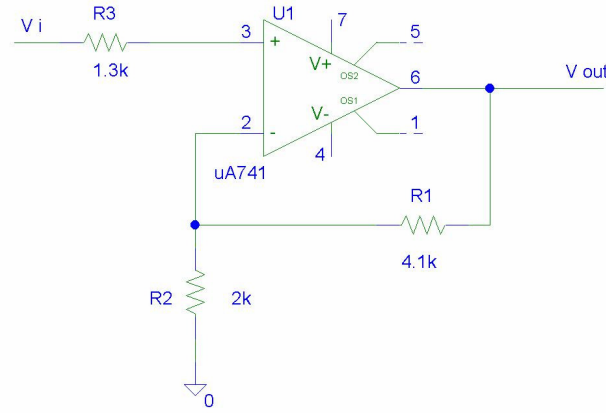 V i
R3
1.3k
U1
3
+
7
V+
OS2
5
6
V out
OS1
V-
2
-
4
1
uA741
R1
4.1k
R2
2k
0